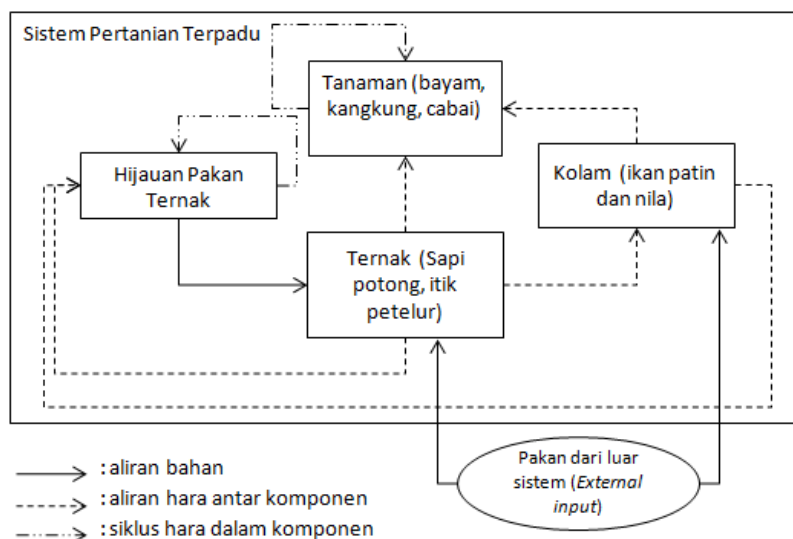 Sistem Pertanian Terpadu
Tanaman (bayam,
kangkung, cabai)
Hijauan Pakan
Ternak
Kolam (ikan patin
dan nila)
Ternak (Sapi
potong, itik
petelur)
Pakan dari luar
sistem (External
input)
: aliran bahan
: aliran hara antar komponen
: siklus hara dalam komponen